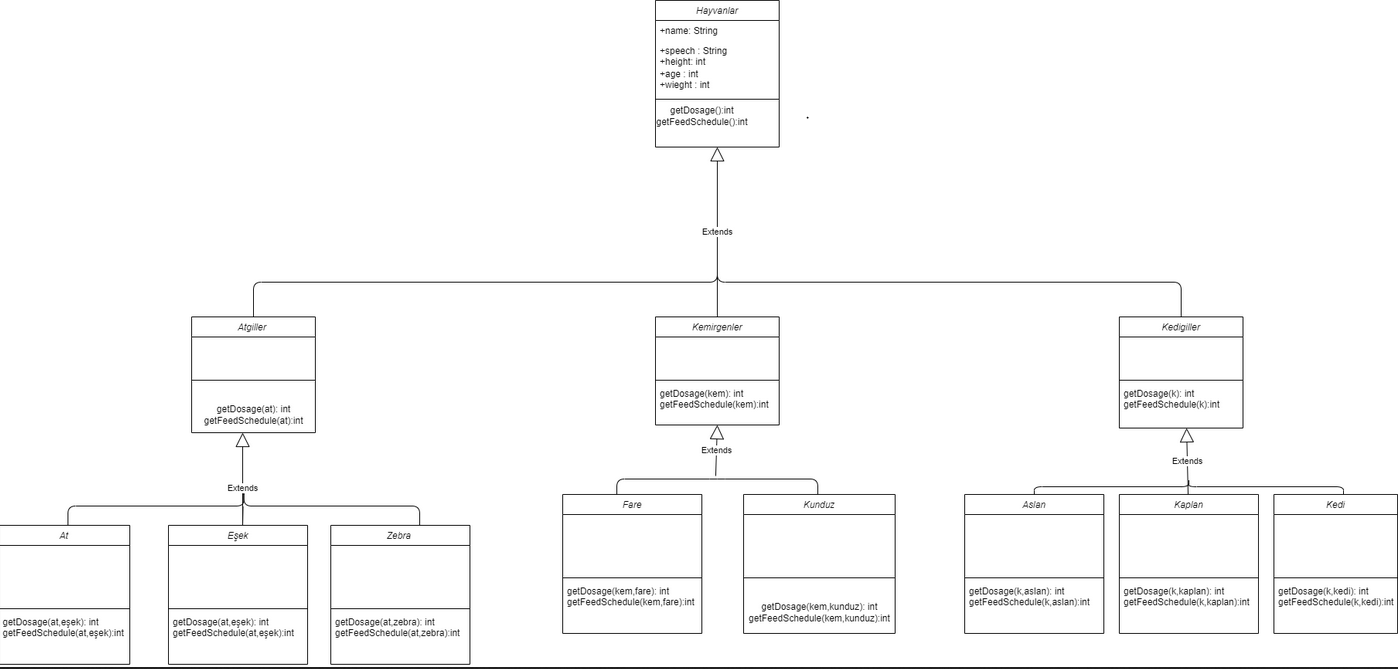 Hayvanlar
+name: String
+speech : String
+height: int
+age : int
+wieght : int
getDosage():int
getFeedSchedule():int
Extends
Atgiller
getDosage(at): int
getFeedSchedule(at):int
Kemirgenler
getDosage(kem): int
getFeedSchedule(kem):int
Kedigiller
getDosage(k): int
getFeedSchedule(k):int
Extends
Extends
Extends
At
getDosage(at,eşek): int
getFeedSchedule(at,eşek):int
Eşek
getDosage(at,eşek): int
getFeedSchedule(at,eşek):int
Zebra
getDosage(at,zebra): int
getFeedSchedule(at,zebra):int
Fare
getDosage(kem,fare): int
getFeedSchedule(kem,fare):int
Kunduz
getDosage(kem,kunduz): int
getFeedSchedule(kem,kunduz):int
Aslan
getDosage(k,aslan): int
getFeedSchedule(k,aslan):int
Kaplan
getDosage(k,kaplan): int
getFeedSchedule(k,kaplan):int
Kedi
getDosage(k,kedi): int
getFeedSchedule(k,kedi):int